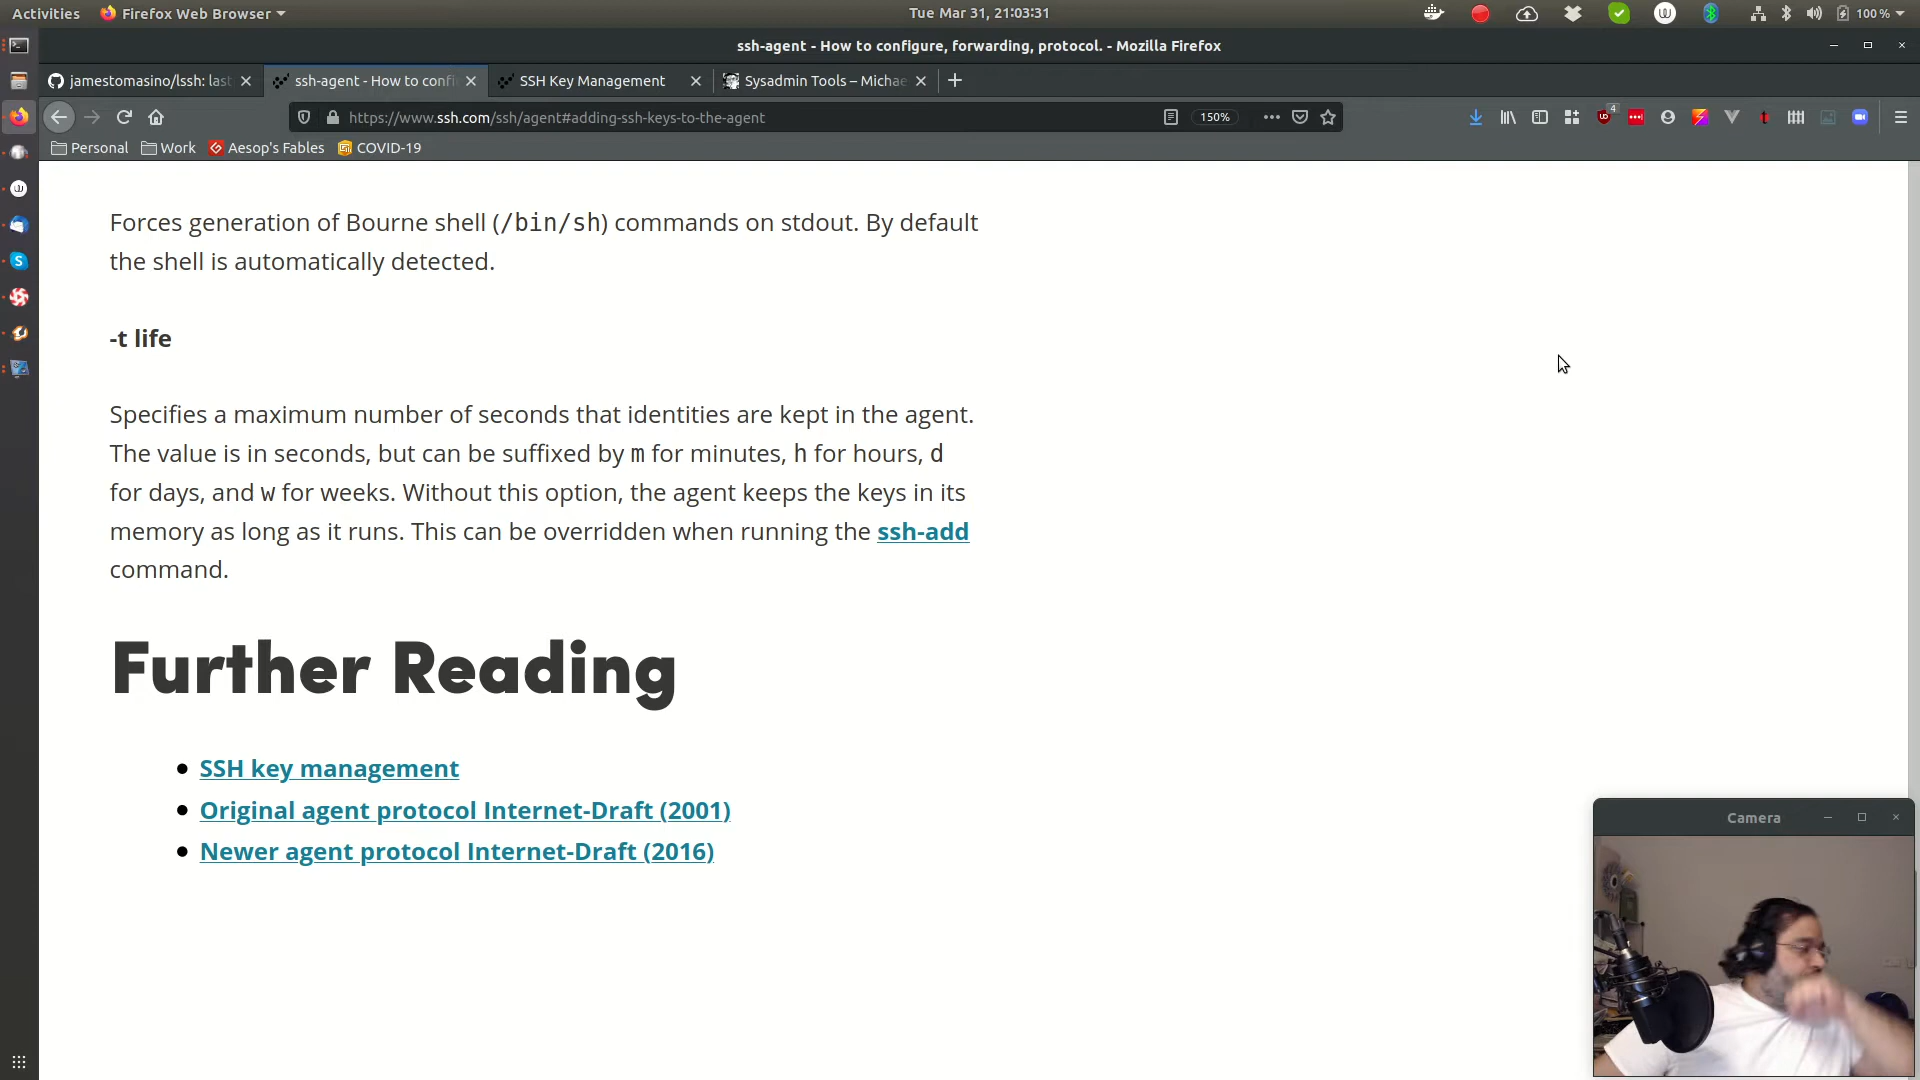 Activities
Firefox Web Browser
Tue Mar 31, 21:03:31
100 %
ssh-agent - How to configure, forwarding, protocol. - Mozilla Firefox
jamestomasino/lssh: las
ssh-agent - How to confi
SSH Key Management
Sysadmin Tools – Michae
https://www.ssh.com/ssh/agent#adding-ssh-keys-to-the-agent
150%
4
Personal
Work
Aesop's Fables
COVID-19
Forces generation of Bourne shell (/bin/sh) commands on stdout. By default
the shell is automatically detected.
-t life
Specifies a maximum number of seconds that identities are kept in the agent.
The value is in seconds, but can be suffixed by m for minutes, h for hours, d
for days, and w for weeks. Without this option, the agent keeps the keys in its
memory as long as it runs. This can be overridden when running the ssh-add
command.
Further Reading
SSH key management
Original agent protocol Internet-Draft (2001)
Newer agent protocol Internet-Draft (2016)
Camera